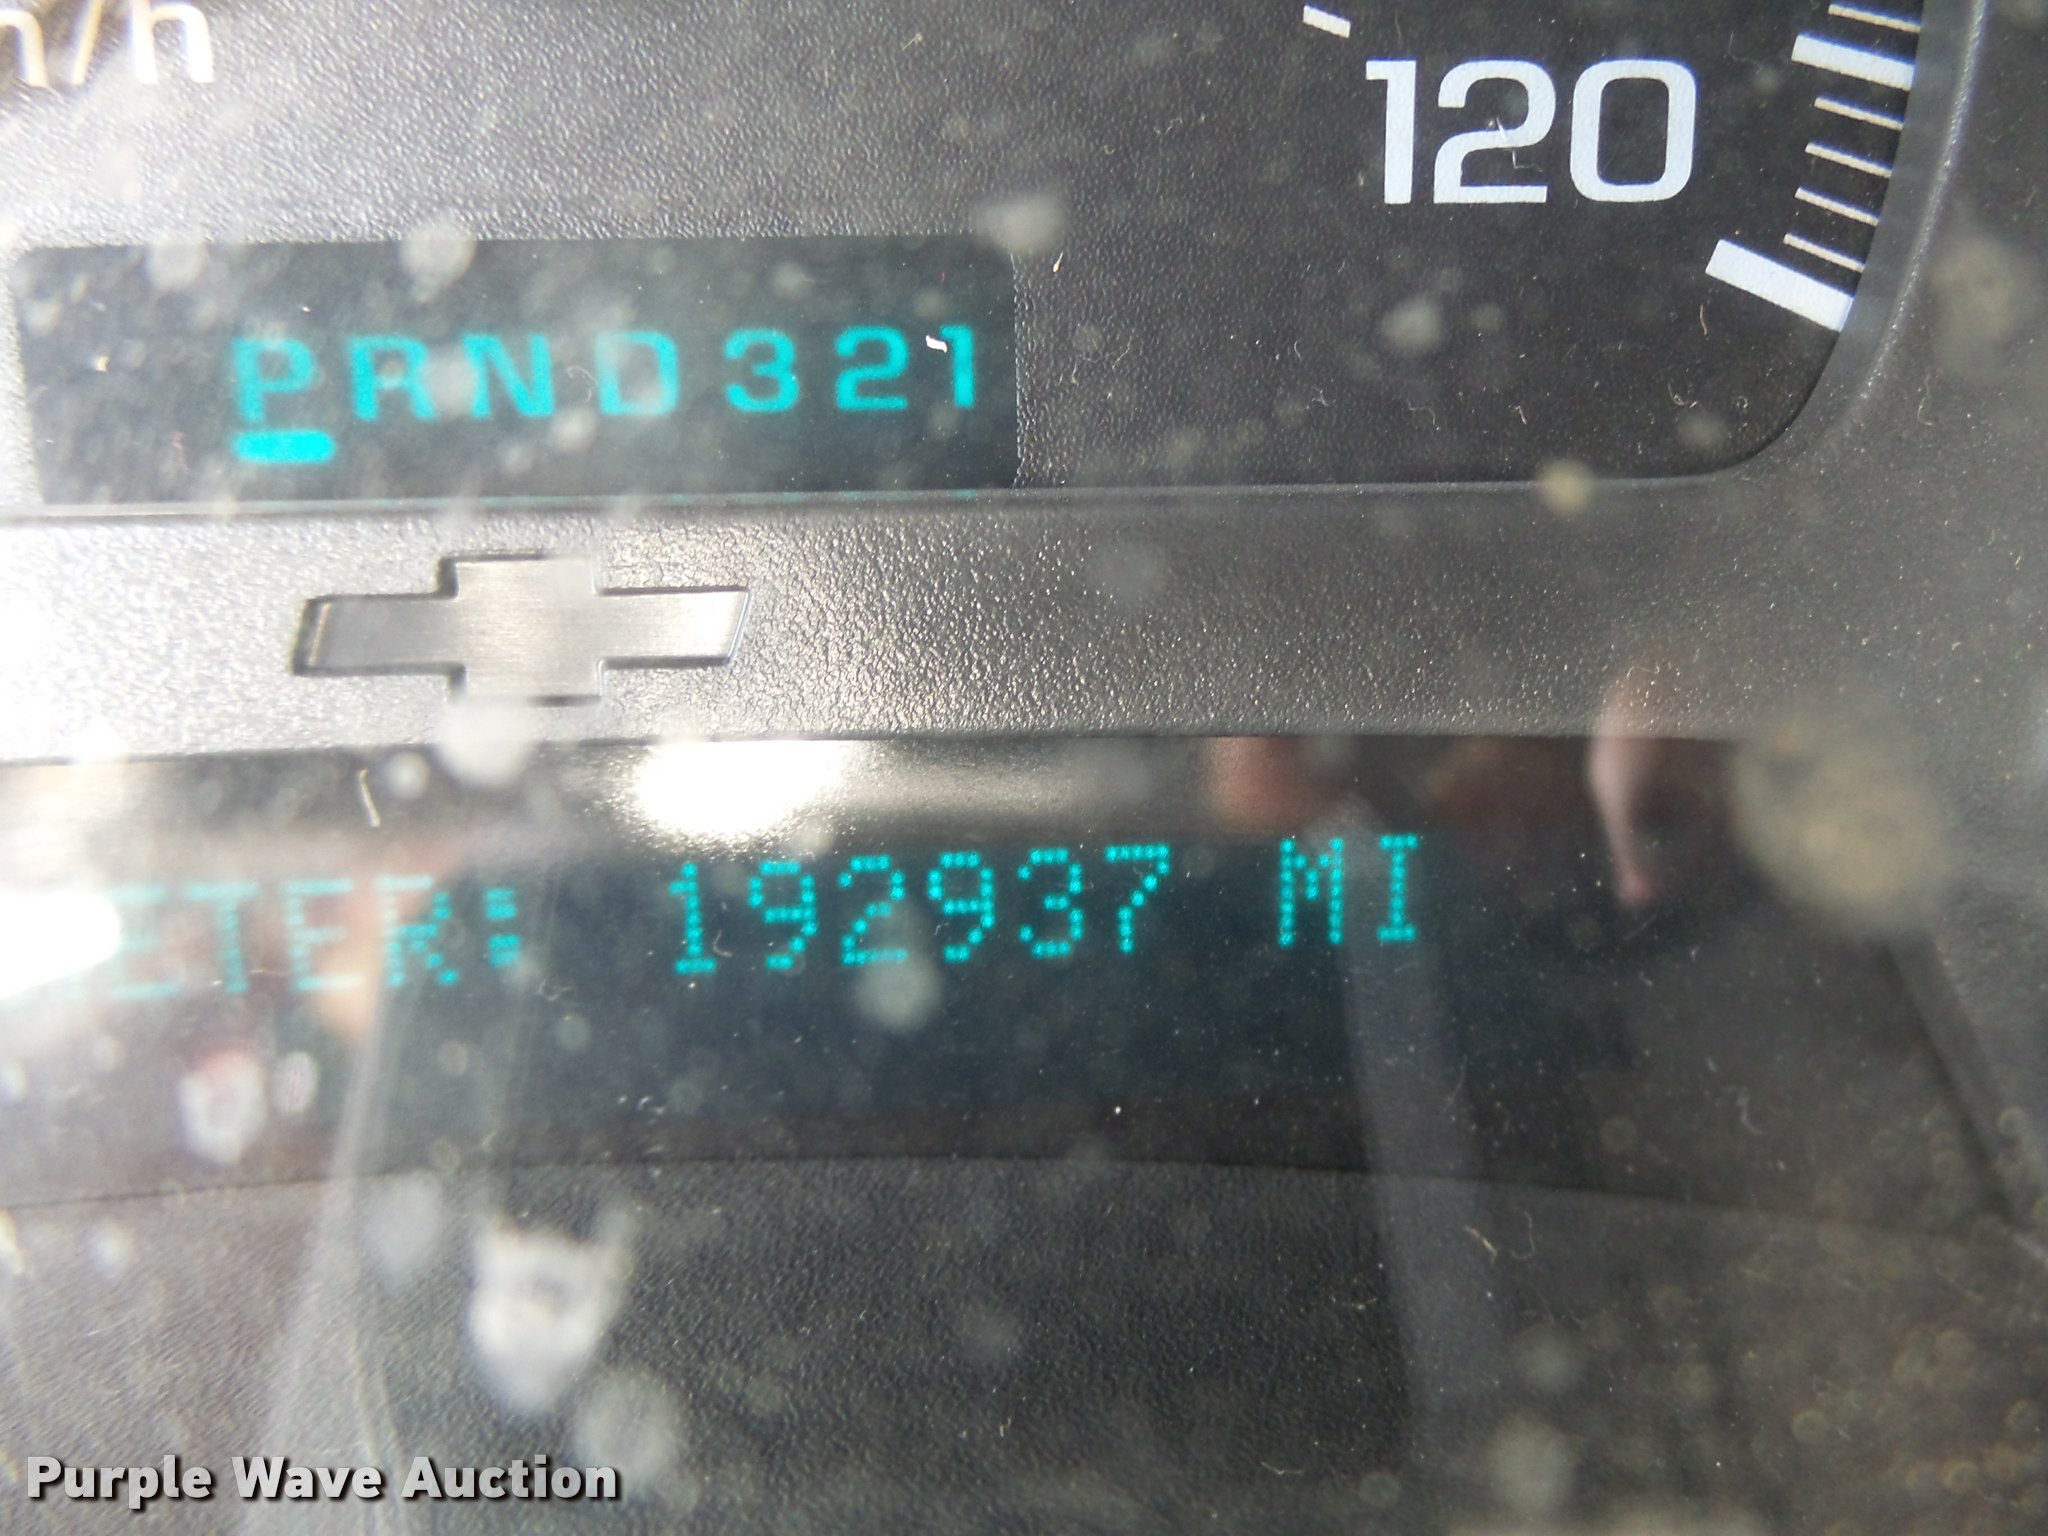 m/h
120
PRND321
ETER: 192937 MI
Purple Wave Auction